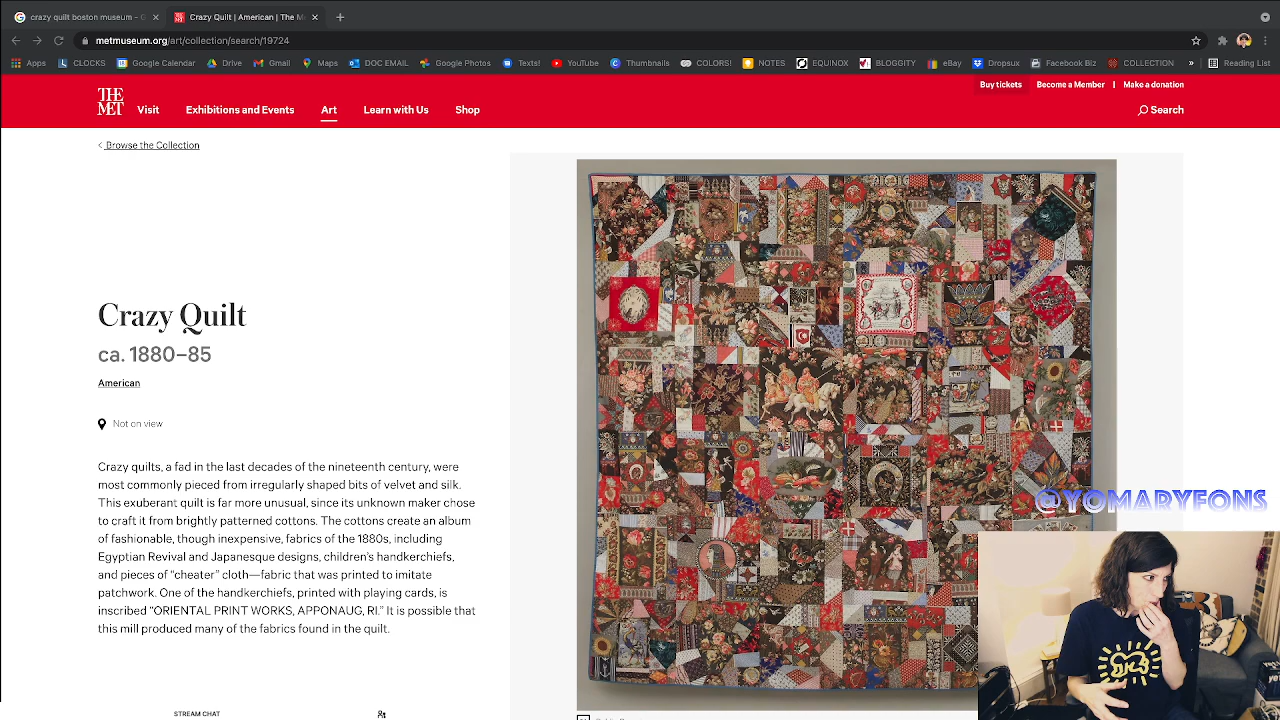 crazy quilt boston museum - G
Crazy Quilt | American | The M
metmuseum.org/art/collection/search/19724
Apps CLOCKS Google Calendar Drive Gmail Maps DOC EMAIL Google Photos Texts! YouTube Thumbnails COLORS! NOTES EQUINOX BLOGGITY eBay Dropsux Facebook Biz COLLECTION » Reading List
Buy tickets Become a Member Make a donation
THE MET
Visit Exhibitions and Events Art Learn with Us Shop Search
Browse the Collection
Crazy Quilt
ca. 1880–85
American
Not on view
Crazy quilts, a fad in the last decades of the nineteenth century, were
most commonly pieced from irregularly shaped bits of velvet and silk.
This exuberant quilt is far more unusual, since its unknown maker chose
to craft it from brightly patterned cottons. The cottons create an album
of fashionable, though inexpensive, fabrics of the 1880s, including
Egyptian Revival and Japanesque designs, children's handkerchiefs,
and pieces of "cheater" cloth—fabric that was printed to imitate
patchwork. One of the handkerchiefs, printed with playing cards, is
inscribed "ORIENTAL PRINT WORKS, APPONAUG, RI." It is possible that
this mill produced many of the fabrics found in the quilt.
@YOMARYFONS
STREAM CHAT